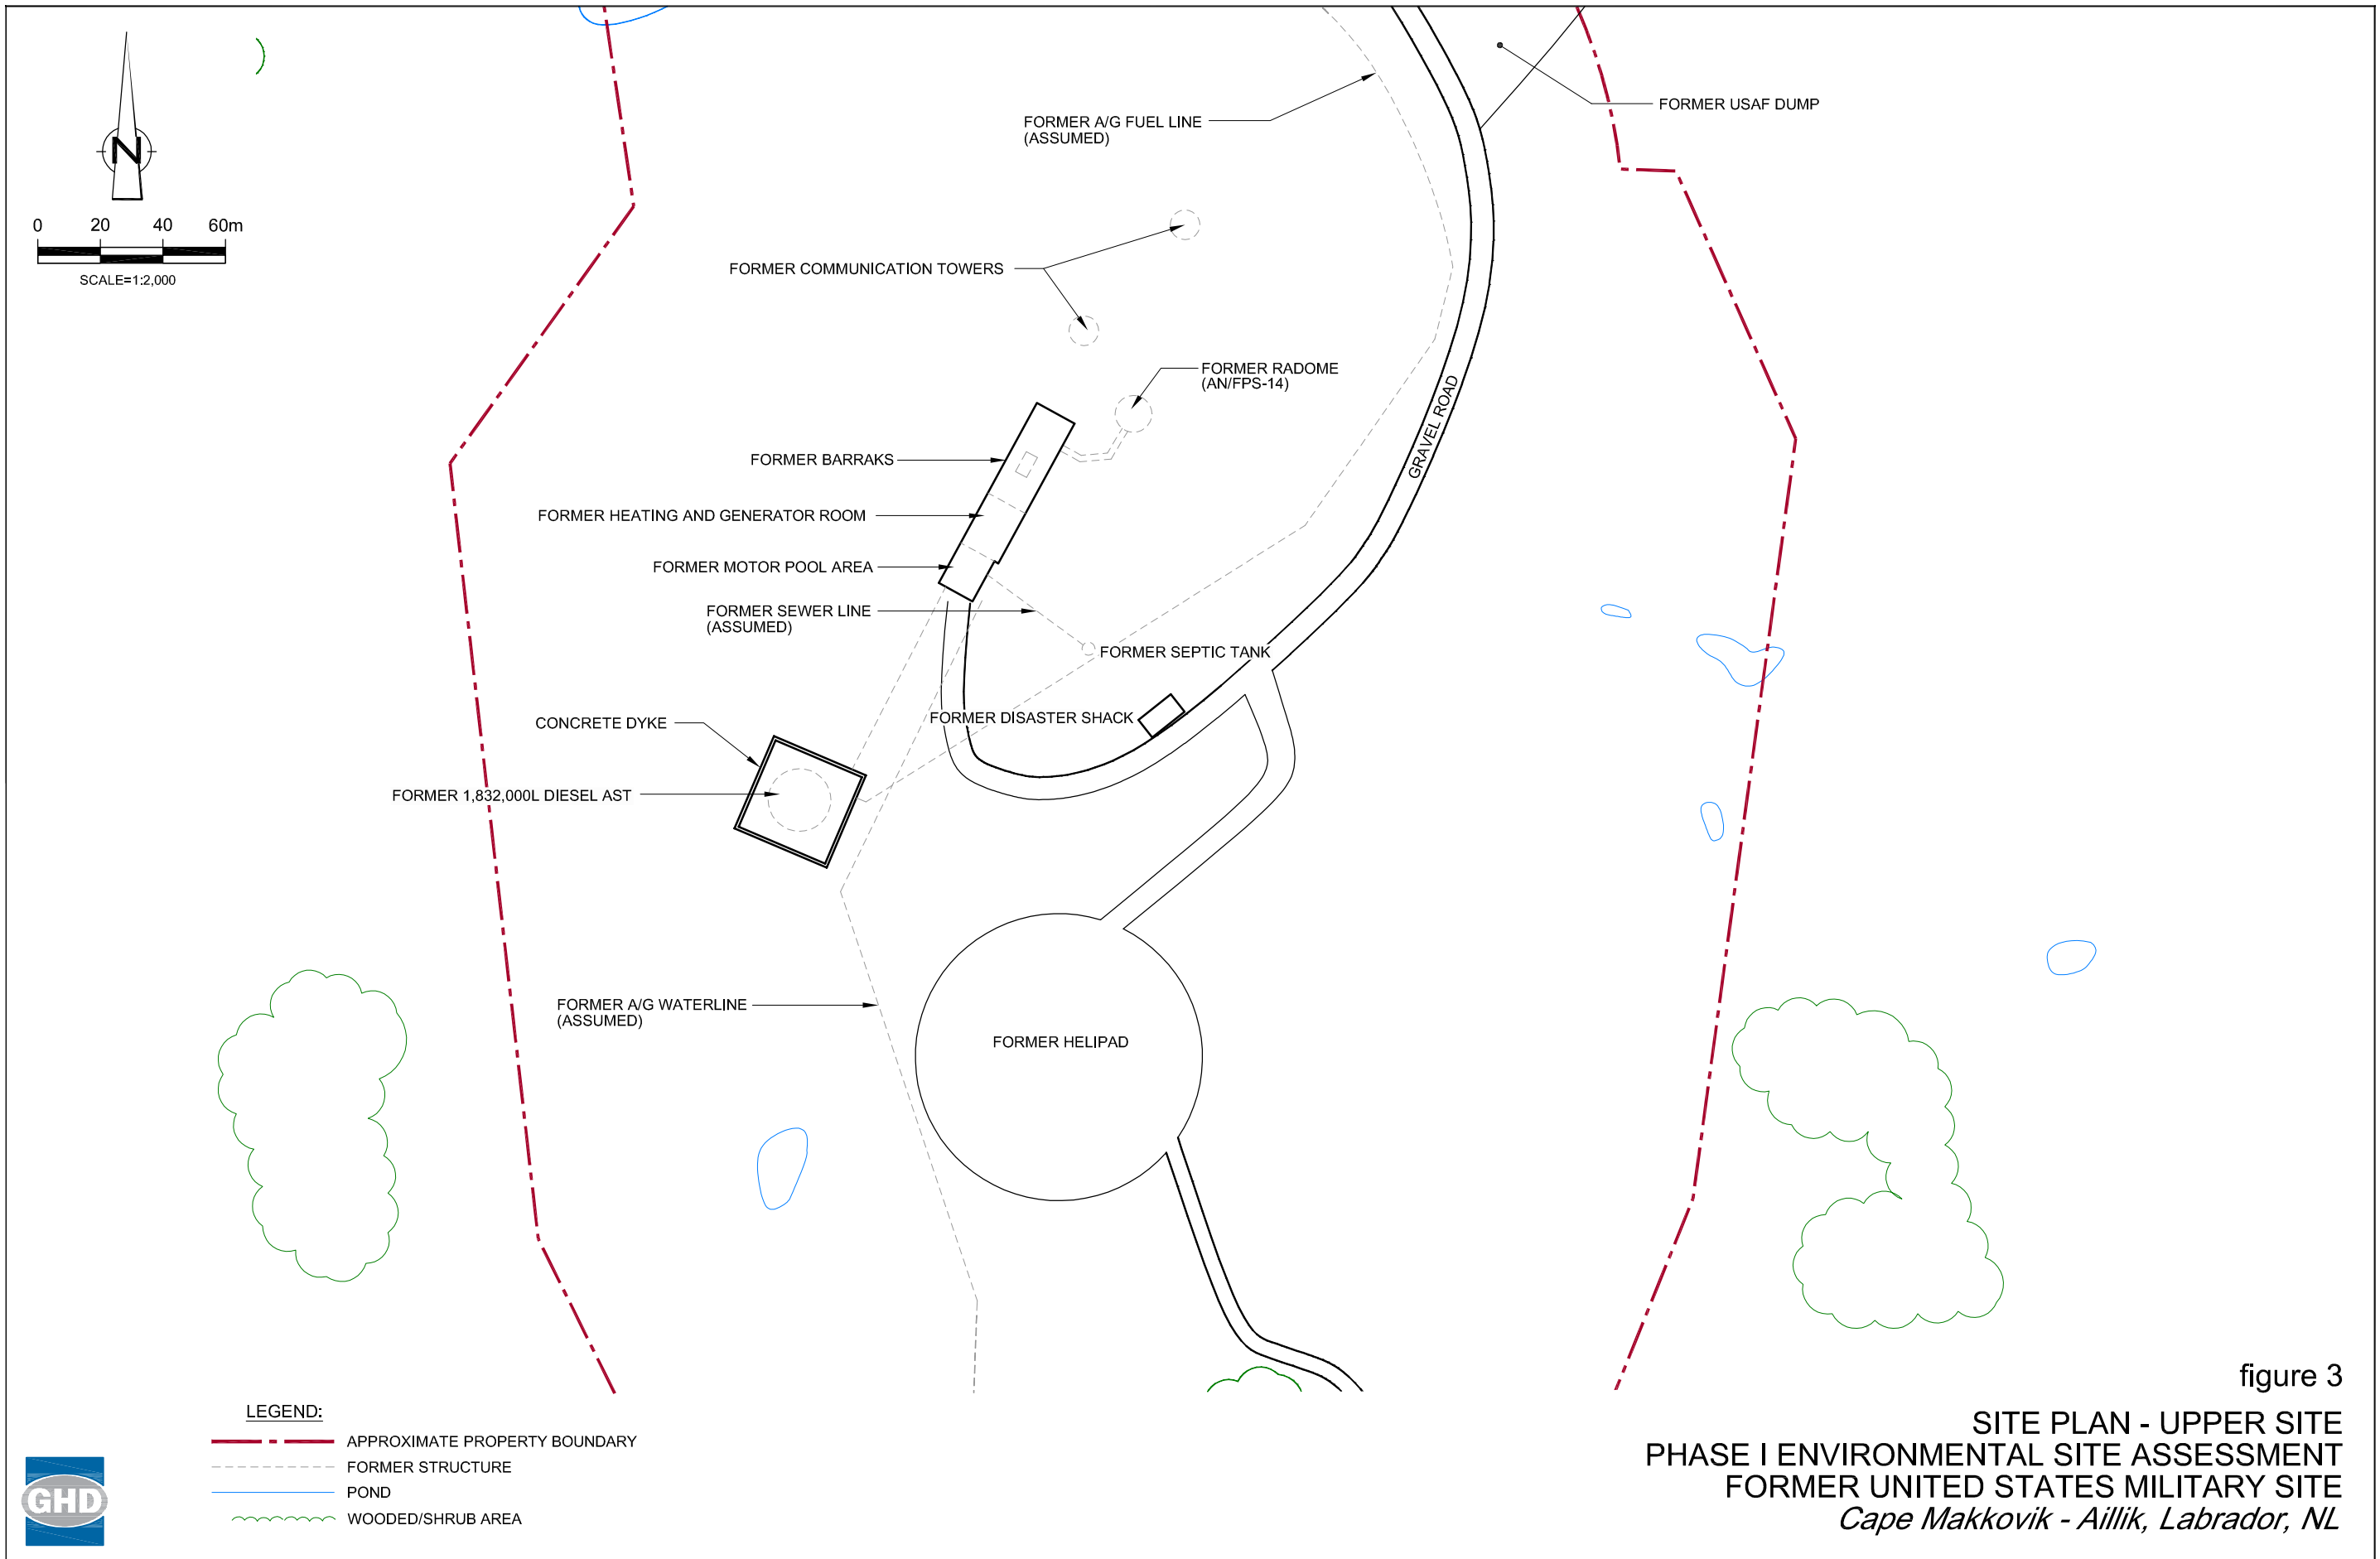 N
0 20 40 60m
SCALE=1:2,000
FORMER USAF DUMP
FORMER A/G FUEL LINE
(ASSUMED)
FORMER COMMUNICATION TOWERS
FORMER RADOME
(AN/FPS-14)
GRAVEL ROAD
FORMER BARRAKS
FORMER HEATING AND GENERATOR ROOM
FORMER MOTOR POOL AREA
FORMER SEWER LINE
(ASSUMED)
FORMER SEPTIC TANK
FORMER DISASTER SHACK
CONCRETE DYKE
FORMER 1,832,000L DIESEL AST
FORMER A/G WATERLINE
(ASSUMED)
FORMER HELIPAD
LEGEND:
APPROXIMATE PROPERTY BOUNDARY
FORMER STRUCTURE
POND
WOODED/SHRUB AREA
GHD
figure 3
SITE PLAN - UPPER SITE
PHASE I ENVIRONMENTAL SITE ASSESSMENT
FORMER UNITED STATES MILITARY SITE
Cape Makkovik - Aillik, Labrador, NL